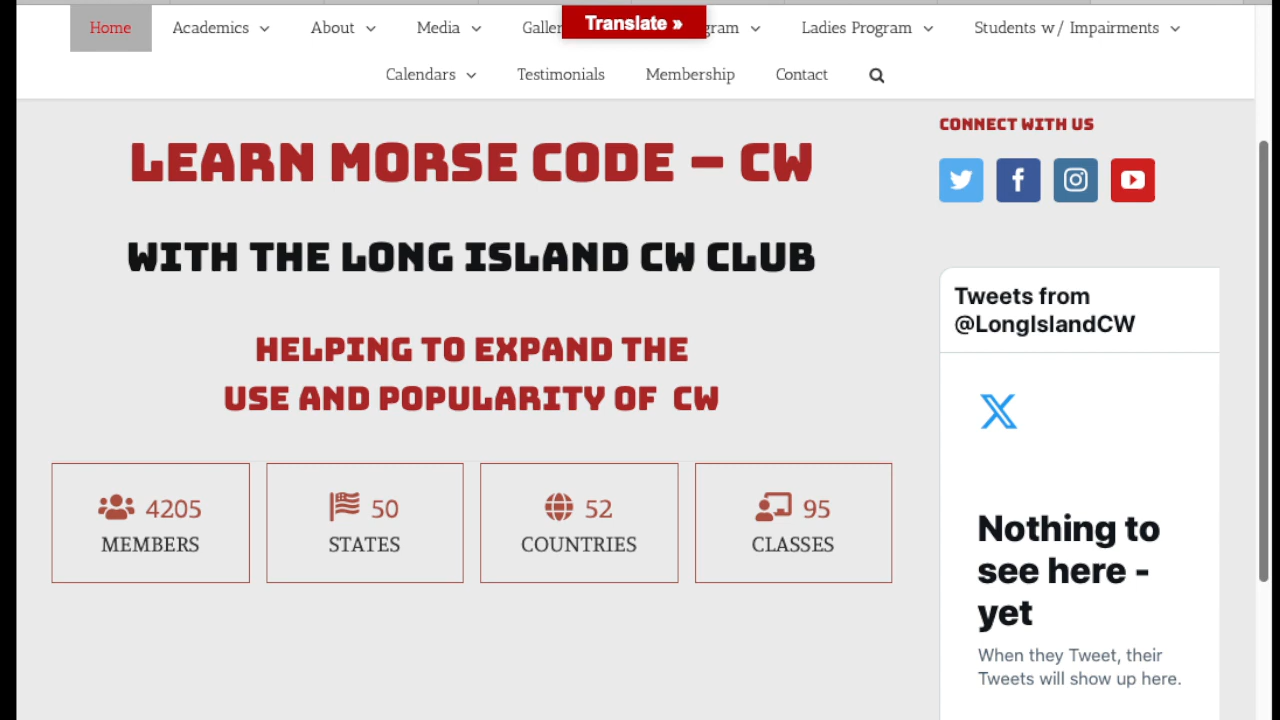 Home Academics About Media Translate » Ladies Program Students w/ Impairments
Calendars Testimonials Membership Contact
LEARN MORSE CODE – CW
WITH THE LONG ISLAND CW CLUB
HELPING TO EXPAND THE
USE AND POPULARITY OF CW
4205 50 52 95
MEMBERS STATES COUNTRIES CLASSES
CONNECT WITH US
Tweets from
@LongIslandCW
Nothing to
see here -
yet
When they Tweet, their
Tweets will show up here.